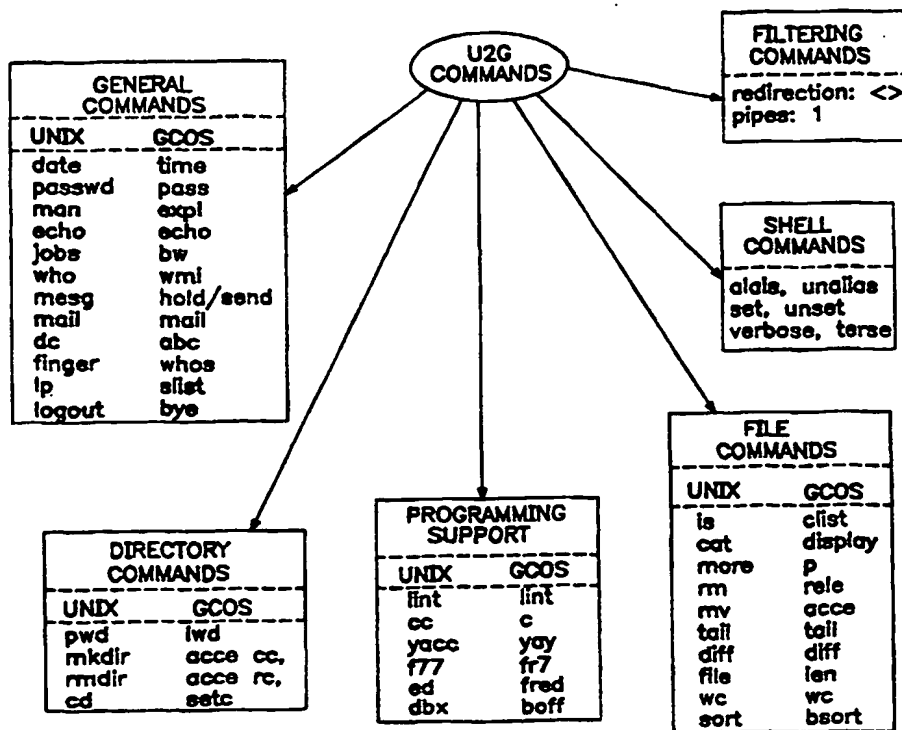 U2G
COMMANDS
GENERAL
COMMANDS
UNIX GCOS
date time
passwd pass
man expl
echo echo
jobs bw
who wmi
mesg hold/send
mail mail
dc abc
finger whos
lp slist
logout bye
FILTERING
COMMANDS
redirection: <>
pipes: 1
SHELL
COMMANDS
alais, unalias
set, unset
verbose, terse
DIRECTORY
COMMANDS
UNIX GCOS
pwd lwd
mkdir acce cc,
rmdir acce rc,
cd setc
PROGRAMMING
SUPPORT
UNIX GCOS
lint lint
cc c
yacc yay
f77 fr7
ed fred
dbx boff
FILE
COMMANDS
UNIX GCOS
ls clist
cat display
more p
rm rele
mv acce
tail tail
diff diff
file len
wc wc
sort bsort